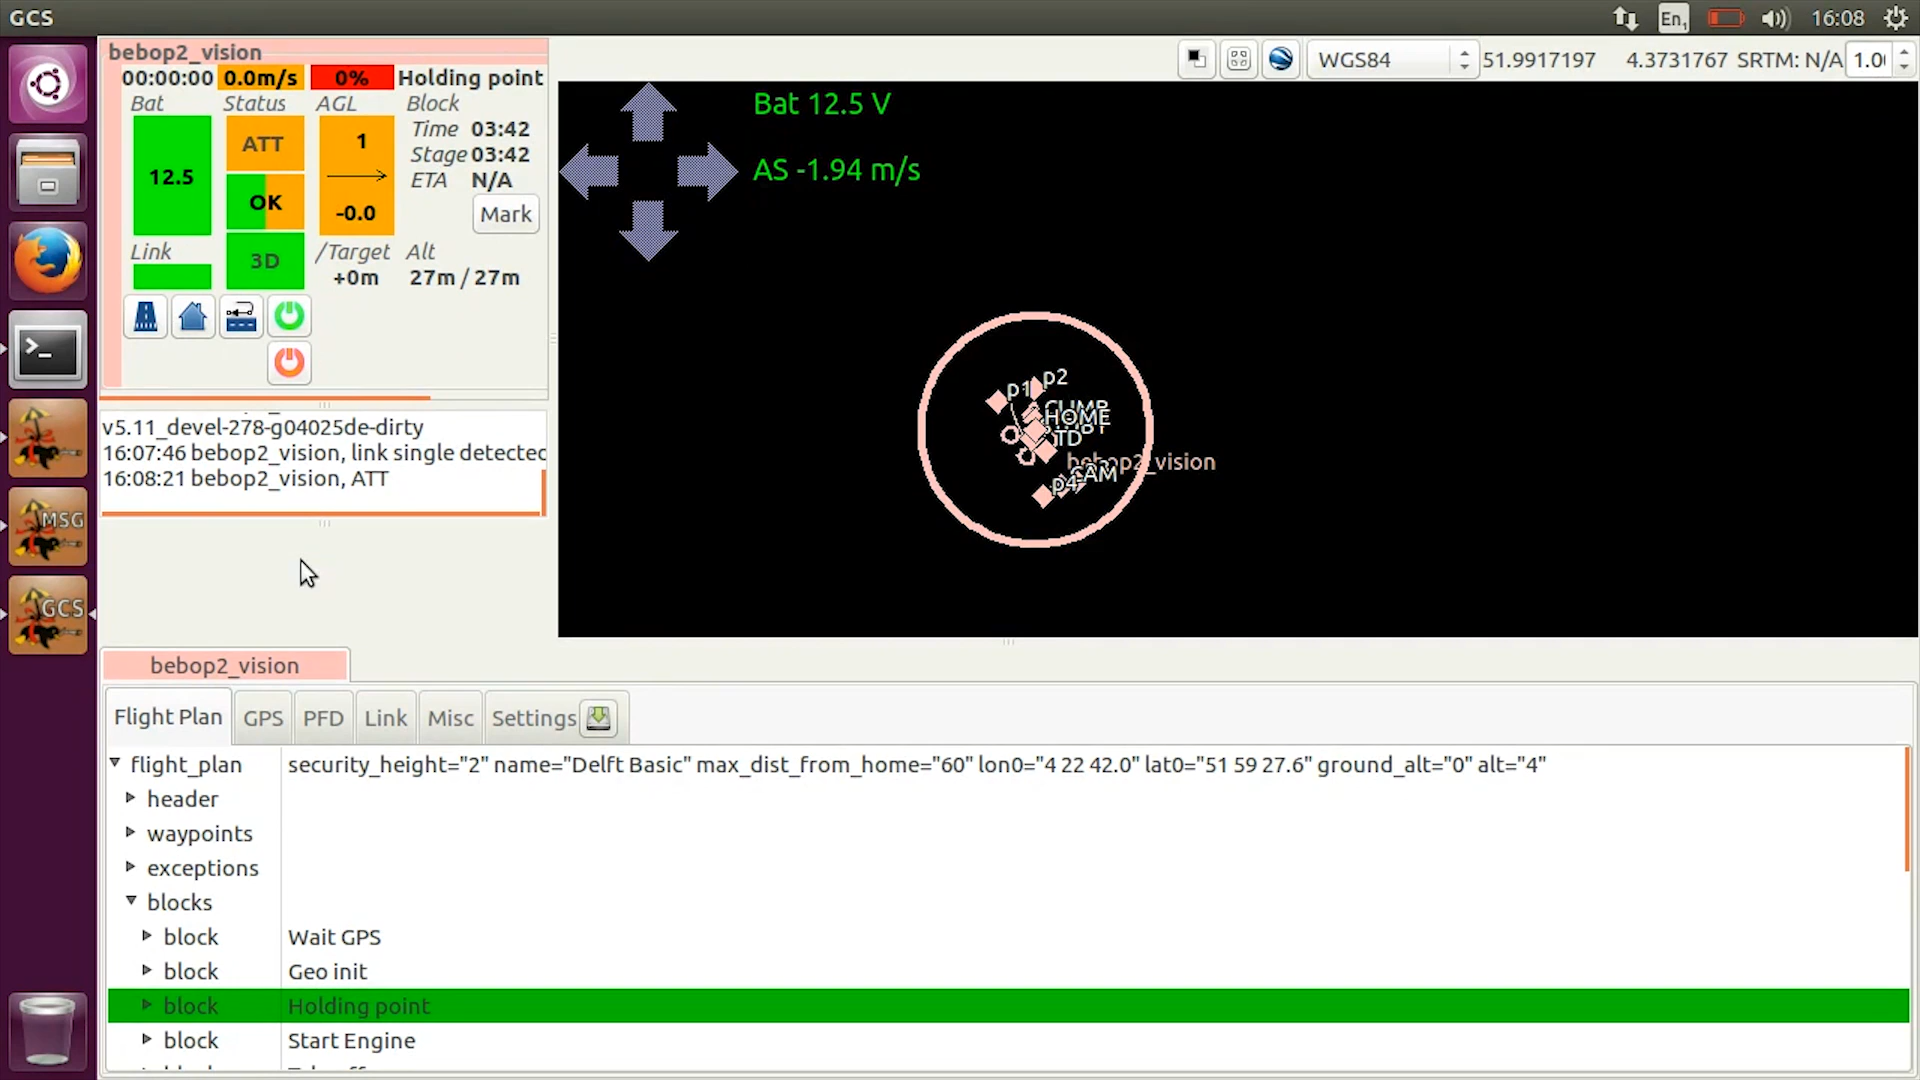 GCS
En1
16:08
bebop2_vision
00:00:00 0.0m/s 0% Holding point
Bat Status AGL Block
12.5
ATT
OK
3D
1
-0.0
Time 03:42
Stage 03:42
ETA N/A
Mark
Link /Target Alt
+0m 27m / 27m
v5.11_devel-278-g04025de-dirty
16:07:46 bebop2_vision, link single detected
16:08:21 bebop2_vision, ATT
WGS84 51.9917197 4.3731767 SRTM: N/A 1.0
Bat 12.5 V
AS -1.94 m/s
p1
p2
CLIMB
HOME
TD
bebop2_vision
CAM
p4
MSG
GCS
bebop2_vision
Flight Plan GPS PFD Link Misc Settings
flight_plan security_height="2" name="Delft Basic" max_dist_from_home="60" lon0="4 22 42.0" lat0="51 59 27.6" ground_alt="0" alt="4"
header
waypoints
exceptions
blocks
block Wait GPS
block Geo init
block Holding point
block Start Engine